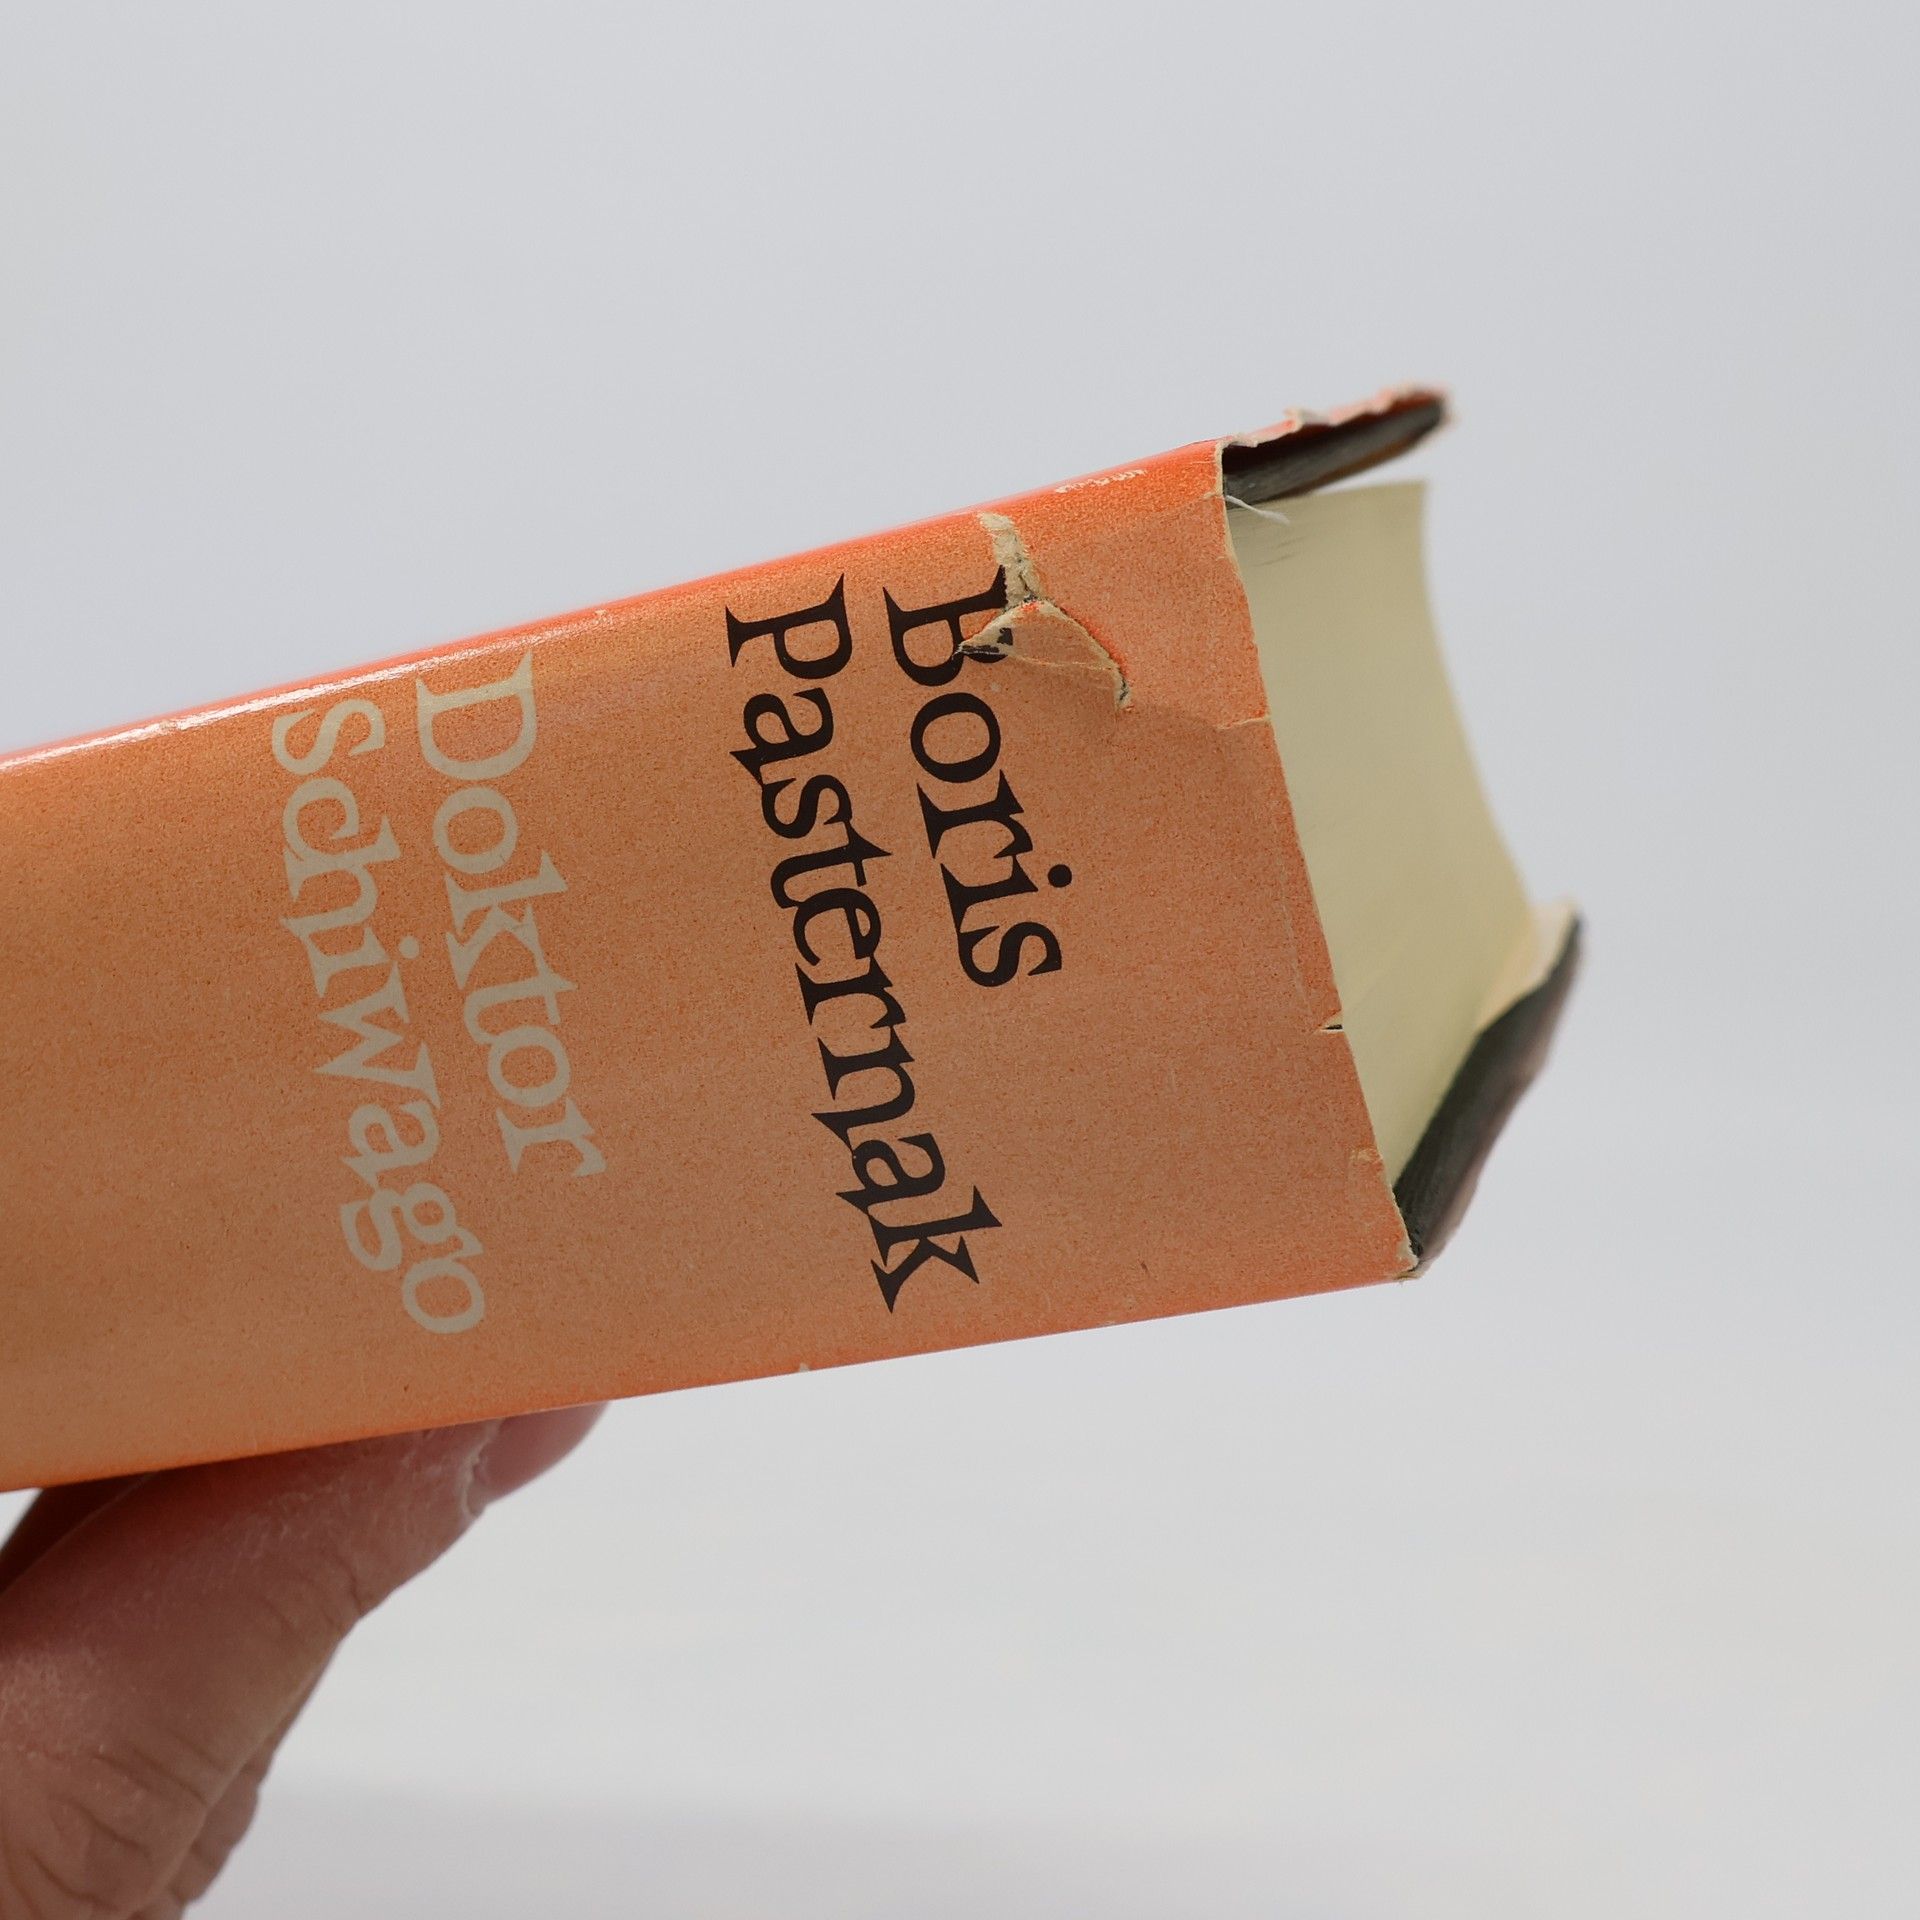 Boris
Pasternak
Doktor
Schiwago